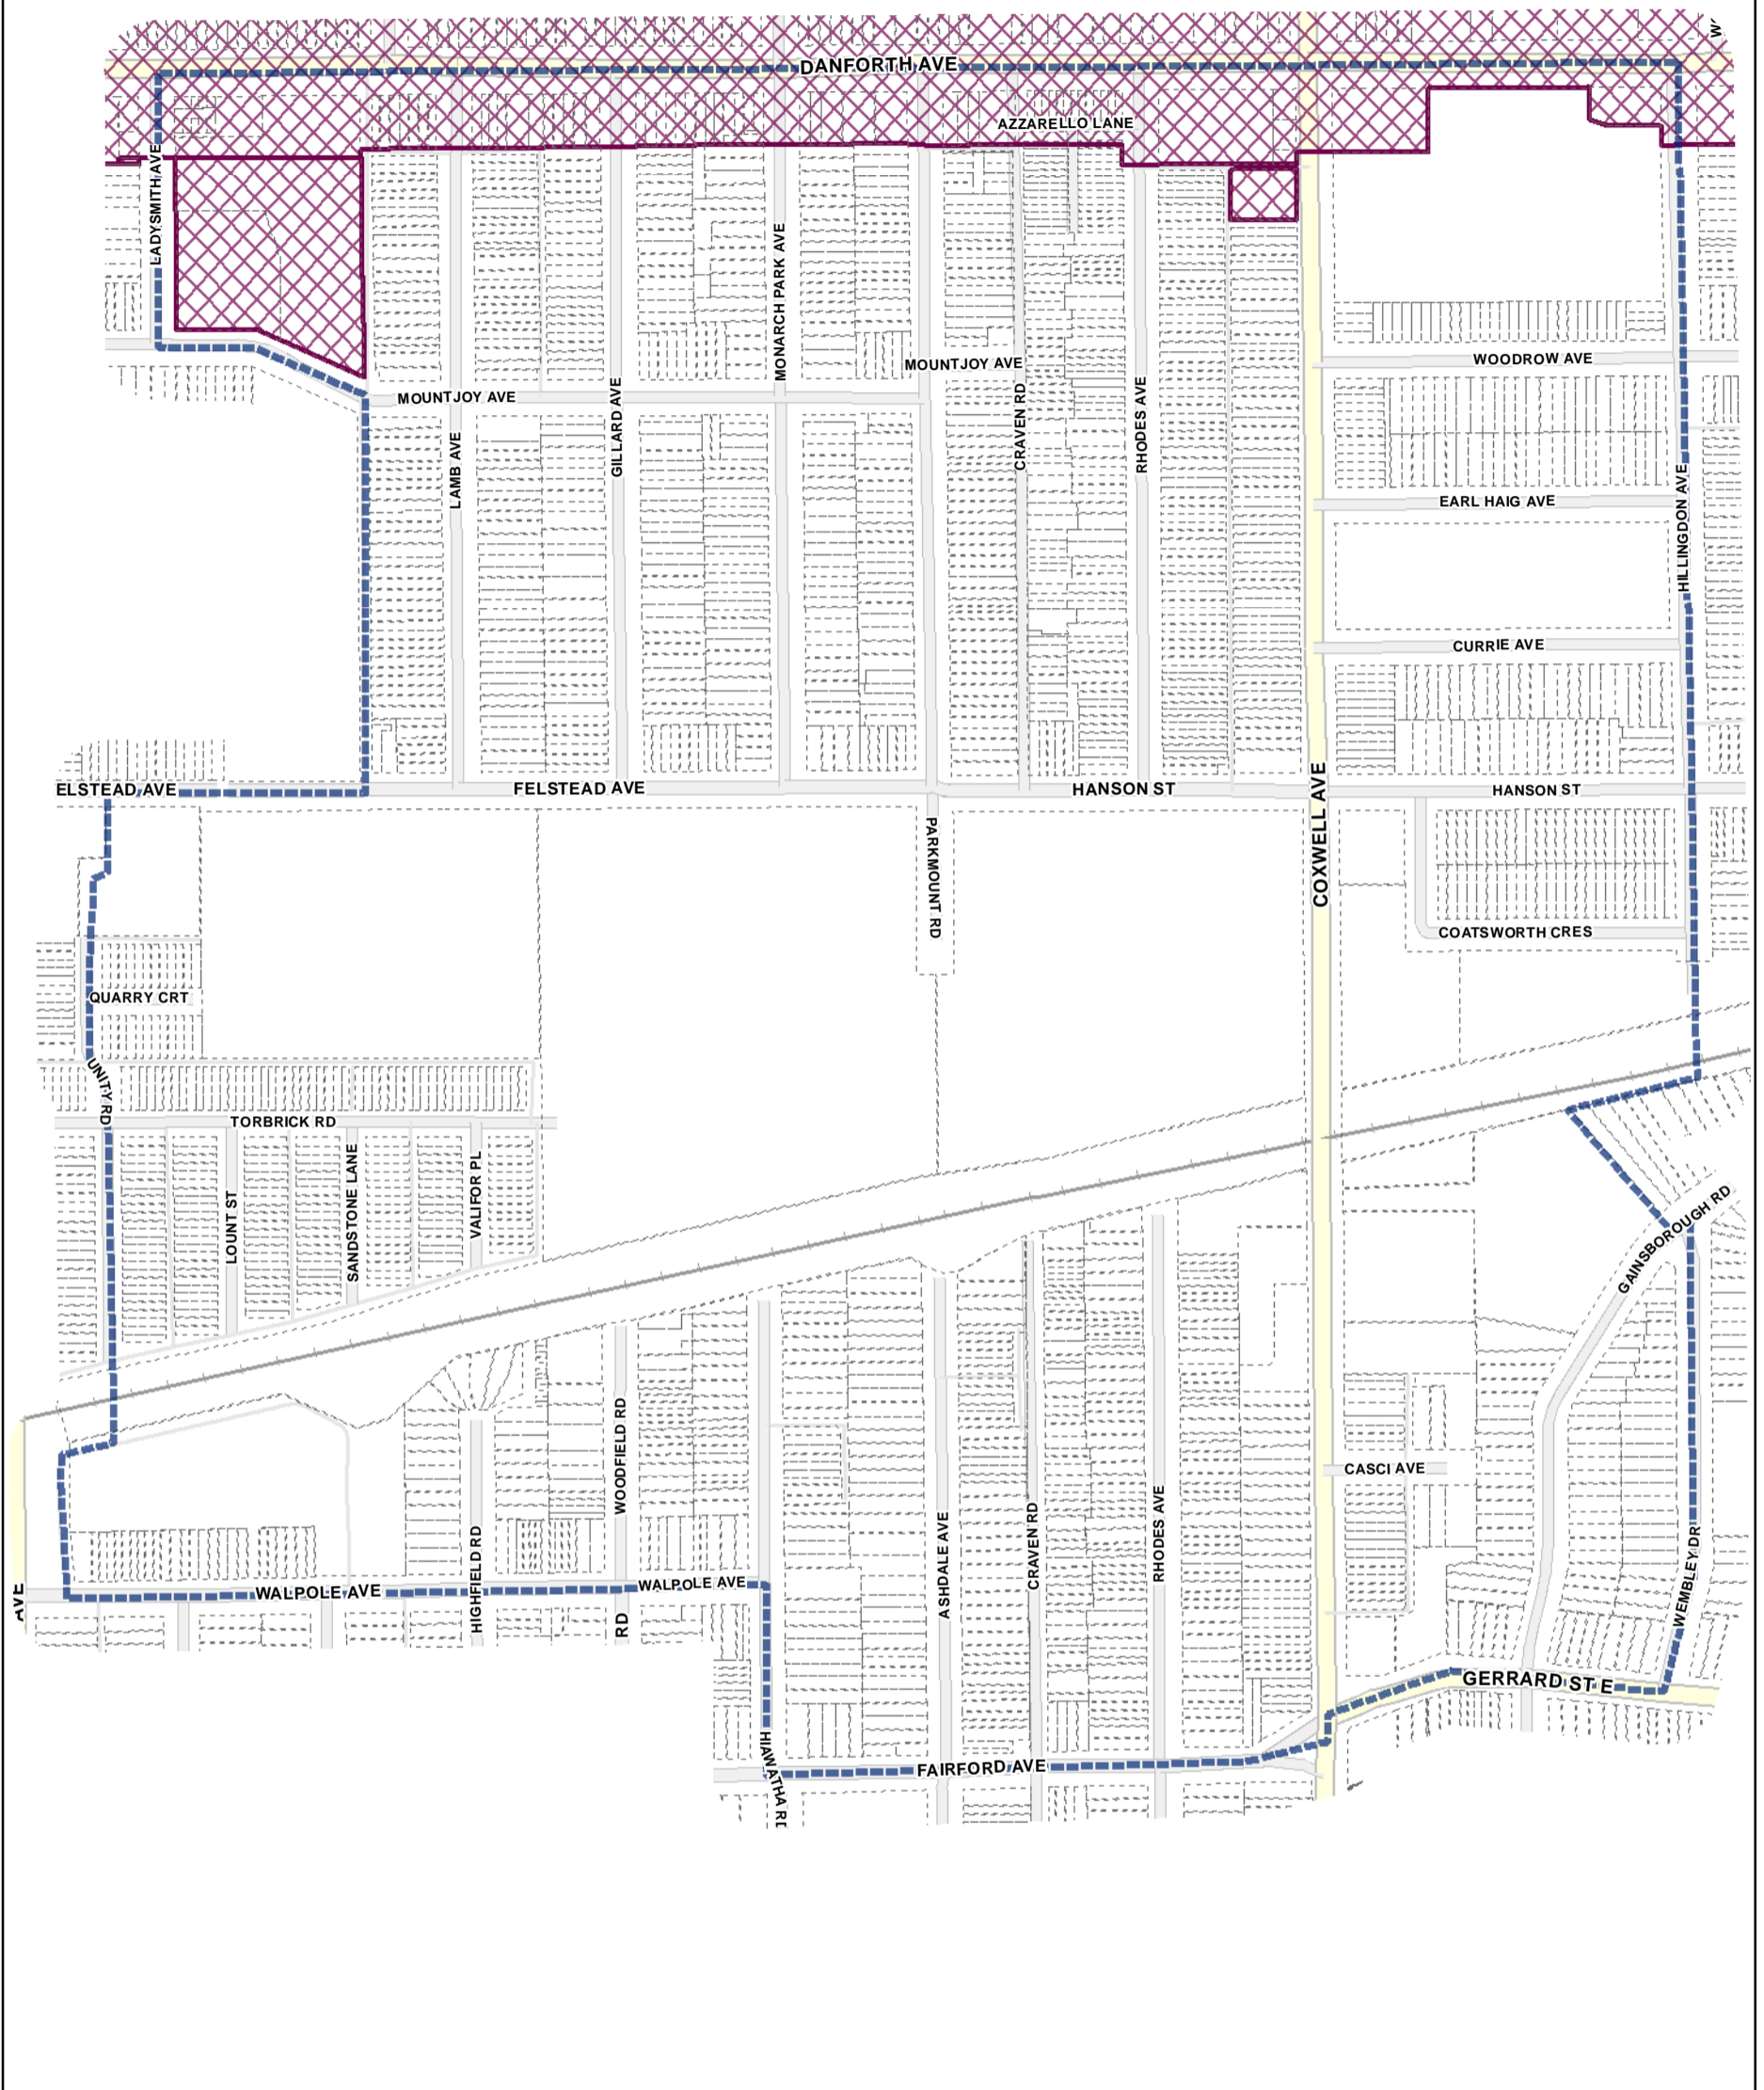 W
DANFORTH AVE
AZZARELLO LANE
LADYSMITH AVE
MONARCH PARK AVE
WOODROW AVE
MOUNTJOY AVE
MOUNTJOY AVE
GILLARD AVE
CRAVEN RD
RHODES AVE
LAMB AVE
EARL HAIG AVE
HILLINGDON AVE
CURRIE AVE
ELSTEAD AVE
FELSTEAD AVE
HANSON ST
HANSON ST
COXWELL AVE
PARKMOUNT RD
COATSWORTH CRES
QUARRY CRT
UNITY RD
TORBRICK RD
LOUNT ST
SANDSTONE LANE
VALIFOR PL
GAINSBOROUGH RD
WOODFIELD RD
CASCI AVE
HIGHFIELD RD
ASHDALE AVE
CRAVEN RD
RHODES AVE
WEMBLEY DR
AVE
WALPOLE AVE
WALPOLE AVE
RD
GERRARD ST E
HIAWATHA RD
FAIRFORD AVE